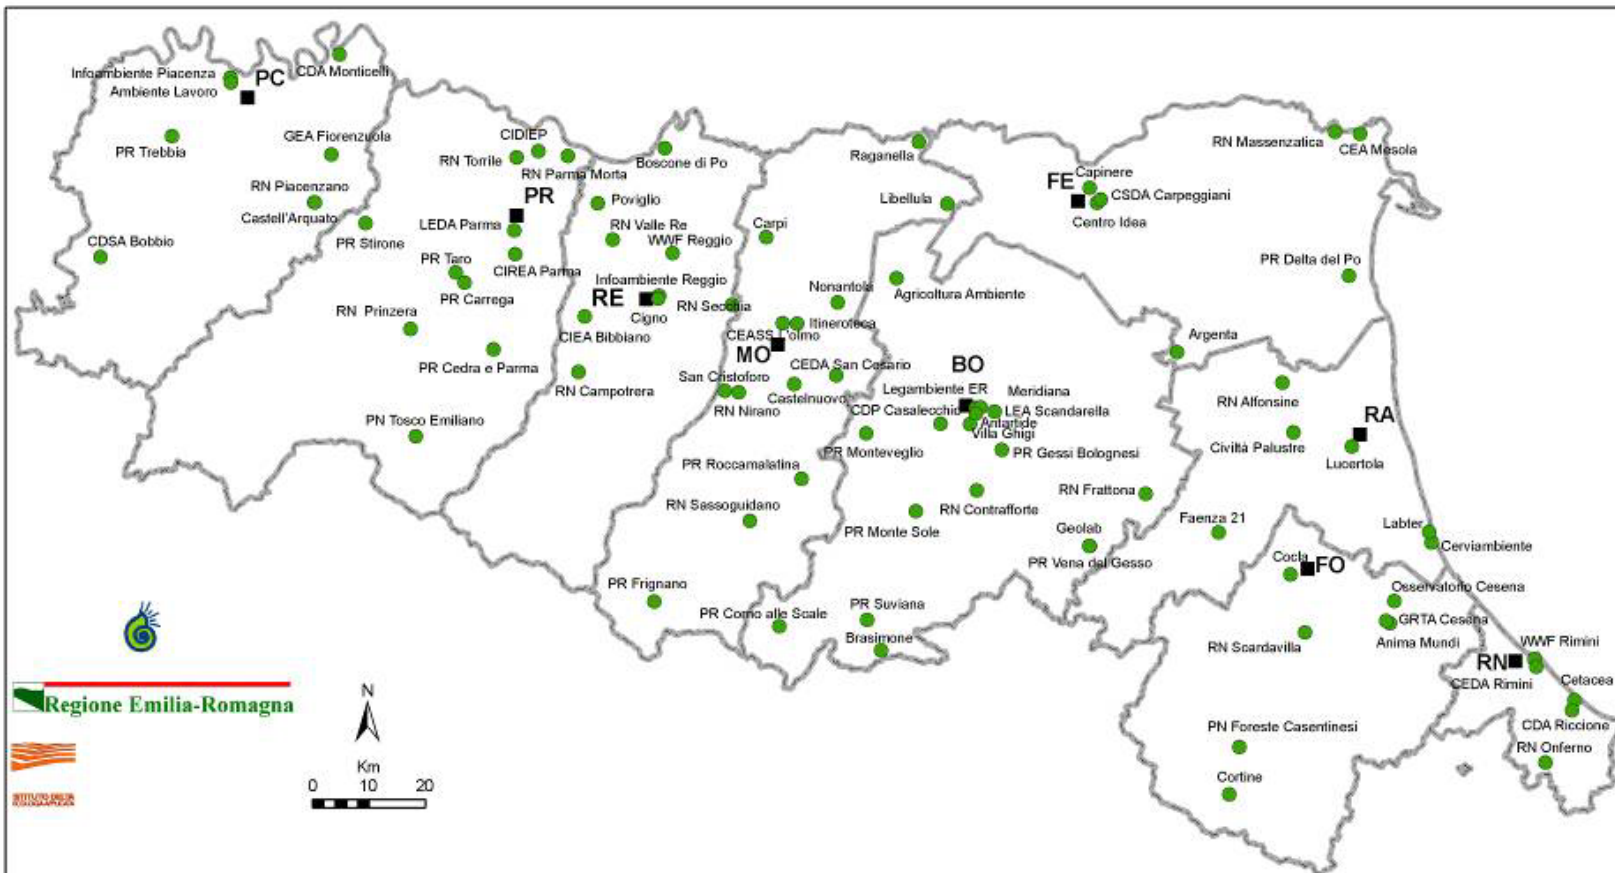 Infoambiente Piacenza
Ambiente Lavoro
PC
CDA Monticelli
PR Trebbia
GEA Fiorenzuola
RN Piacenzano
Castell'Arquato
CDSA Bobbio
PR Stirone
CIDIEP
RN Torrile
RN Parma Morta
PR
LEDA Parma
CIREA Parma
PR Taro
PR Carrega
RN Prinzera
PR Cedra e Parma
PN Tosco Emiliano
Boscone di Po
Poviglio
RN Valle Re
WWF Reggio
Infoambiente Reggio
RE
Cigno
CIEA Bibbiano
RN Campotrera
RN Secchia
Carpi
Raganella
Libellula
Nonantola
Agricoltura Ambiente
Itineroteca
CEASS L'olmo
MO
CEDA San Cesario
San Cristoforo
Castelnuovo
RN Nirano
PR Roccamalatina
RN Sassoguidano
PR Frignano
BO
Legambiente ER
Meridiana
CDP Casalecchio
LEA Scandarella
Antartide
Villa Ghigi
PR Monteveglio
PR Gessi Bolognesi
RN Contrafforte
RN Frattona
PR Monte Sole
Geolab
PR Vena del Gesso
PR Corno alle Scale
PR Suviana
Brasimone
RN Massenzatica
CEA Mesola
Capinere
FE
CSDA Carpeggiani
Centro Idea
PR Delta del Po
Argenta
RN Alfonsine
RA
Civiltà Palustre
Lucertola
Faenza 21
Labter
Cerviambiente
Cocla
FO
Osservatorio Cesena
GRTA Cesena
Anima Mundi
RN Scardavilla
WWF Rimini
RN
CEDA Rimini
Cetacea
CDA Riccione
RN Onferno
PN Foreste Casentinesi
Cortine
Regione Emilia-Romagna
N
Km
0 10 20
ISTITUTO DELTA
ECOLOGIA APPLICATA